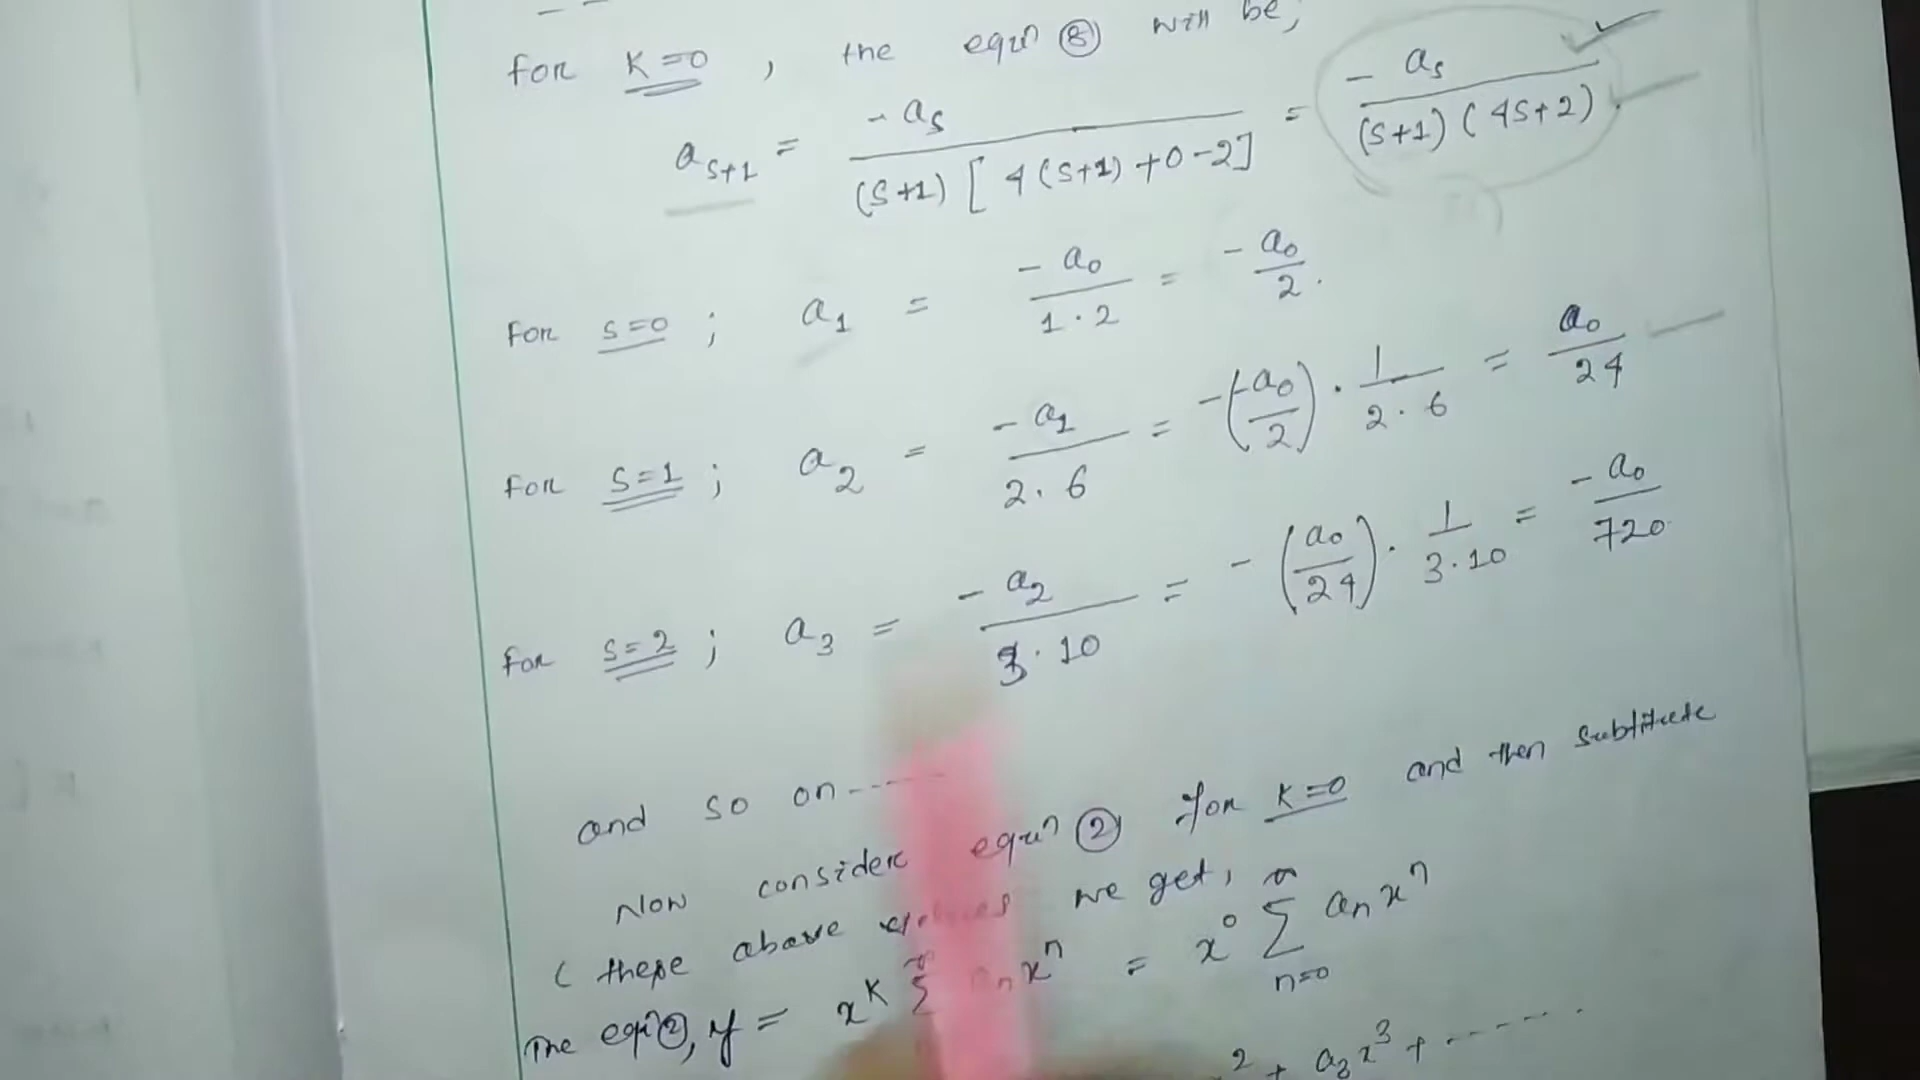 for K=0 , the eqn ⑧ will be,
a_{s+1} = -a_s / (s+1) [ 4(s+1)+0-2] = - a_s / (s+1) ( 4s+2)
for s=0 ; a_1 = - a_0 / 1 · 2 = - a_0 / 2 .
for s=1 ; a_2 = - a_1 / 2 . 6 = -(-a_0 / 2) . 1 / 2 . 6 = a_0 / 24
for s=2 ; a_3 = - a_2 / 3 · 10 = - (a_0 / 24) . 1 / 3 . 10 = - a_0 / 720
and so on ------
Now consider equn ② for K=0 and then substitute
( these above we get,
The eqn②, y = x^K ∑ a_n x^n = x^0 ∑_{n=0}^{∞} a_n x^n
2 + a_3 x^3 + ------ .